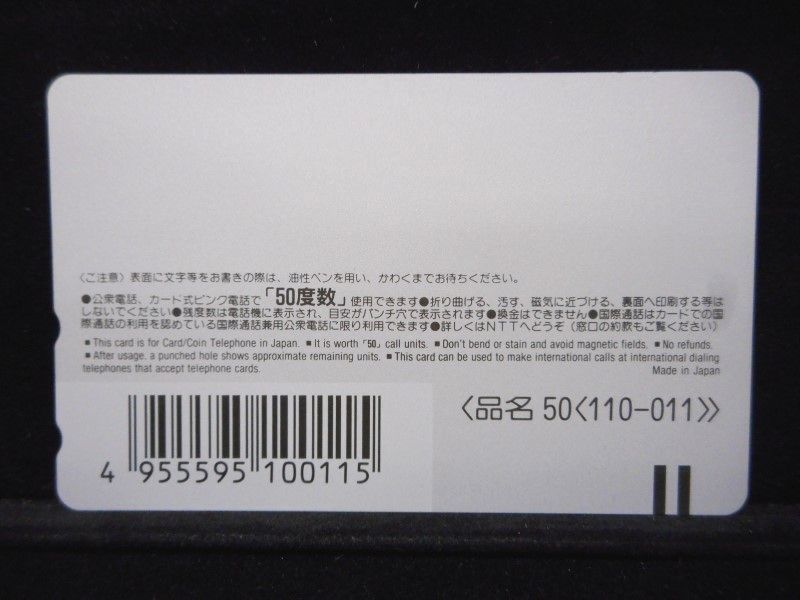 〈ご注意〉表面に文字等をお書きの際は、油性ペンを用い、かわくまでお待ちください。
●公衆電話、カード式ピンク電話で「50度数」使用できます●折り曲げる、汚す、磁気に近づける、裏面へ印刷する等は
しないでください●残度数は電話機に表示され、目安がパンチ穴で表示されます●換金はできません●国際通話はカードでの国
際通話の利用を認めている国際通話兼用公衆電話に限り利用できます●詳しくはNTTへどうぞ（窓口の約款もご覧ください）
■This card is for Card/Coin Telephone in Japan. ■It is worth「50」call units. ■Don't bend or stain and avoid magnetic fields. ■No refunds.
■After usage. a punched hole shows approximate remaining units. ■This card can be used to make international calls at international dialing
telephones that accept telephone cards. Made in Japan
〈品名 50〈110-011〉〉
4 955595 100115